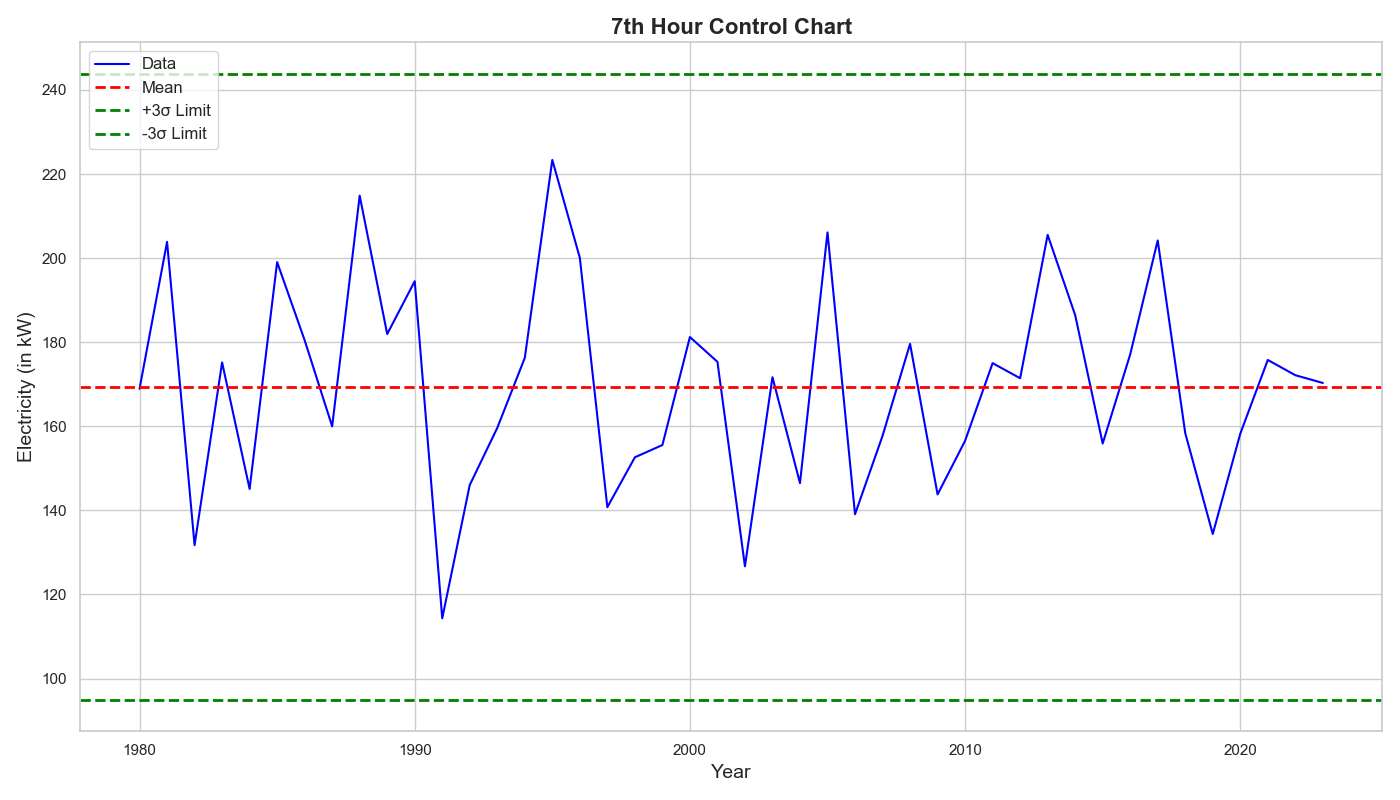 7th Hour Control Chart
Data
Mean
+3σ Limit
-3σ Limit
240
220
200
180
160
140
120
100
Electricity (in kW)
1980
1990
2000
2010
2020
Year